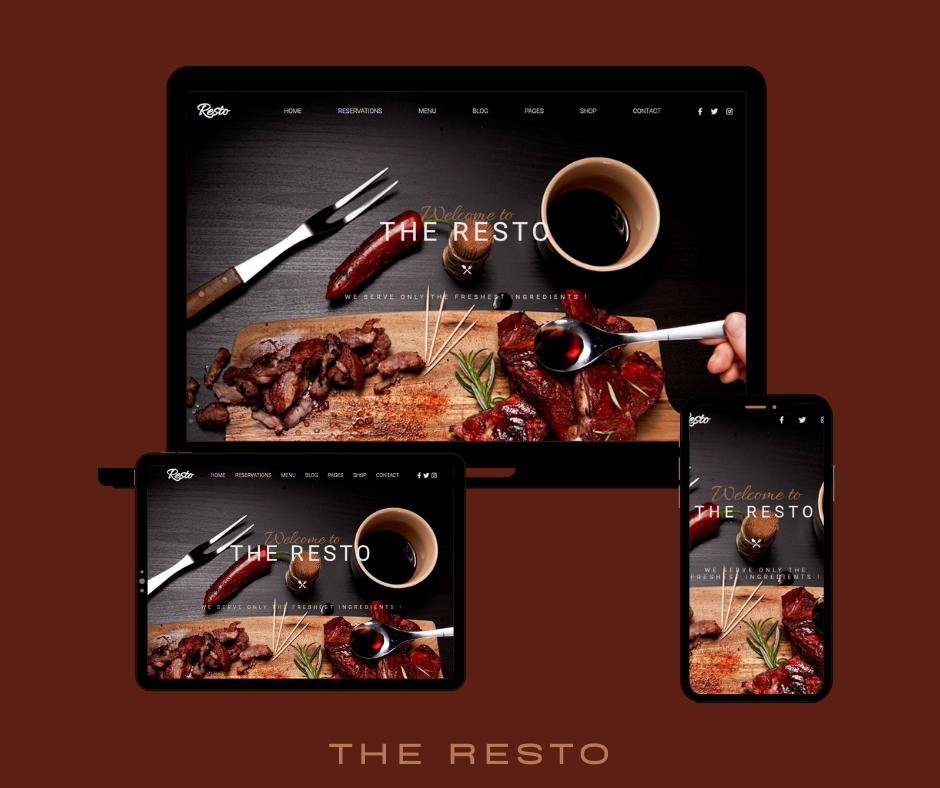 Resto HOME RESERVATIONS MENU BLOG PAGES SHOP CONTACT
Welcome to
THE RESTO
WE SERVE ONLY THE FRESHEST INGREDIENTS !
Resto HOME RESERVATIONS MENU BLOG PAGES SHOP CONTACT
Welcome to
THE RESTO
WE SERVE ONLY THE FRESHEST INGREDIENTS !
esto
Welcome to
THE RESTO
WE SERVE ONLY THE
FRESHEST INGREDIENTS !
THE RESTO